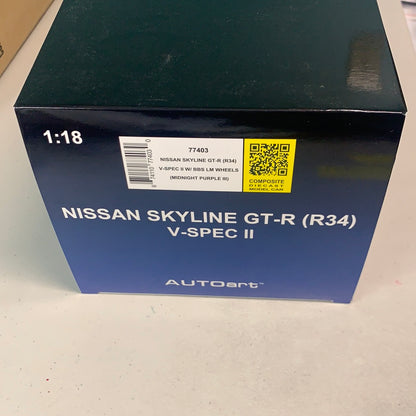 1:18
77403
NISSAN SKYLINE GT-R (R34)
V-SPEC II W/ BBS LM WHEELS
(MIDNIGHT PURPLE III)
COMPOSITE
DIECAST
MODEL CAR
NISSAN SKYLINE GT-R (R34)
V-SPEC II
AUTOart™